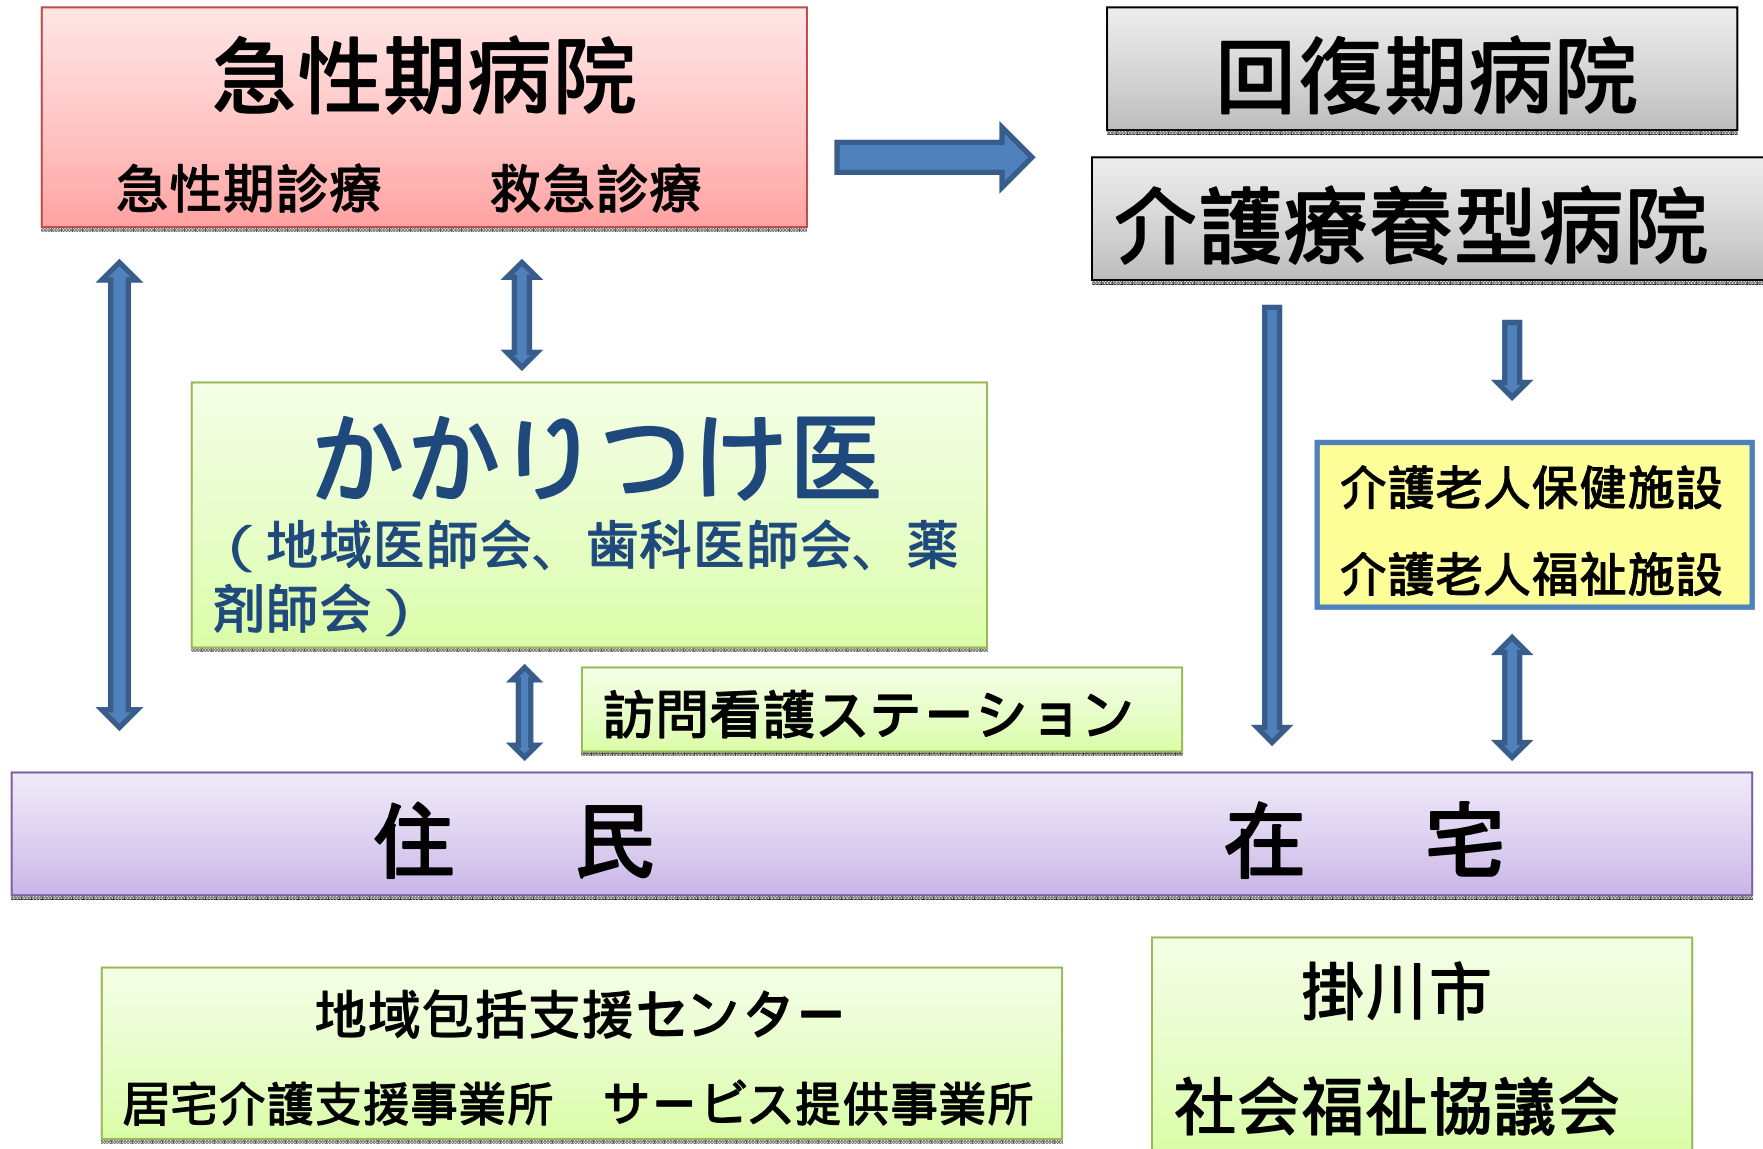 急性期病院
急性期診療　　救急診療
回復期病院
介護療養型病院
かかりつけ医
（地域医師会、歯科医師会、薬
剤師会）
介護老人保健施設
介護老人福祉施設
訪問看護ステーション
住　民　　　　　　在　宅
地域包括支援センター
居宅介護支援事業所　サービス提供事業所
掛川市
社会福祉協議会